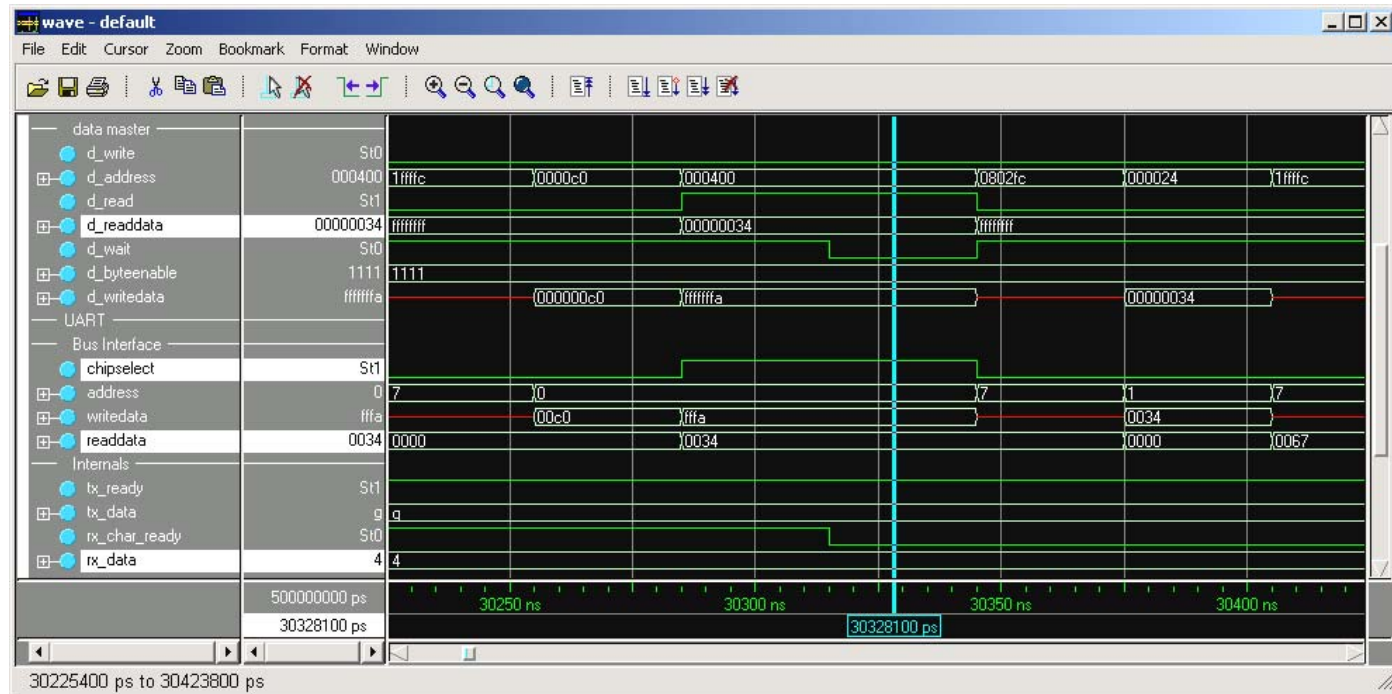 wave - default
File Edit Cursor Zoom Bookmark Format Window
data master
d_write St0
d_address 000400 1ffffc 0000c0 000400 0802fc 000024 1ffffc
d_read St1
d_readdata 00000034 ffffffff 00000034 ffffffff
d_wait St0
d_byteenable 1111 1111
d_writedata fffffffa 000000c0 fffffffa 00000034
UART
Bus Interface
chipselect St1
address 0 7 0 7 1 7
writedata fffa 00c0 fffa 0034
readdata 0034 0000 0034 0000 0067
Internals
tx_ready St1
tx_data g g
rx_char_ready St0
rx_data 4 4
500000000 ps 30250 ns 30300 ns 30350 ns 30400 ns
30328100 ps 30328100 ps
30225400 ps to 30423800 ps